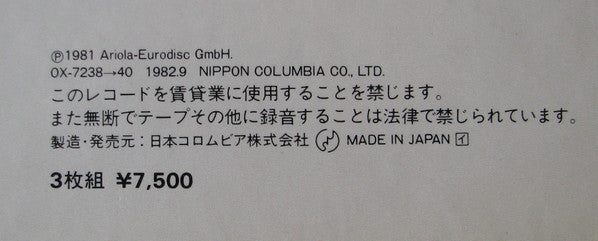 Ⓟ1981 Ariola-Eurodisc GmbH.
OX-7238→40 1982.9 NIPPON COLUMBIA CO., LTD.
このレコードを賃貸業に使用することを禁じます。
また無断でテープその他に録音することは法律で禁じられています。
製造・発売元：日本コロムビア株式会社 MADE IN JAPAN イ
3枚組 ¥7,500